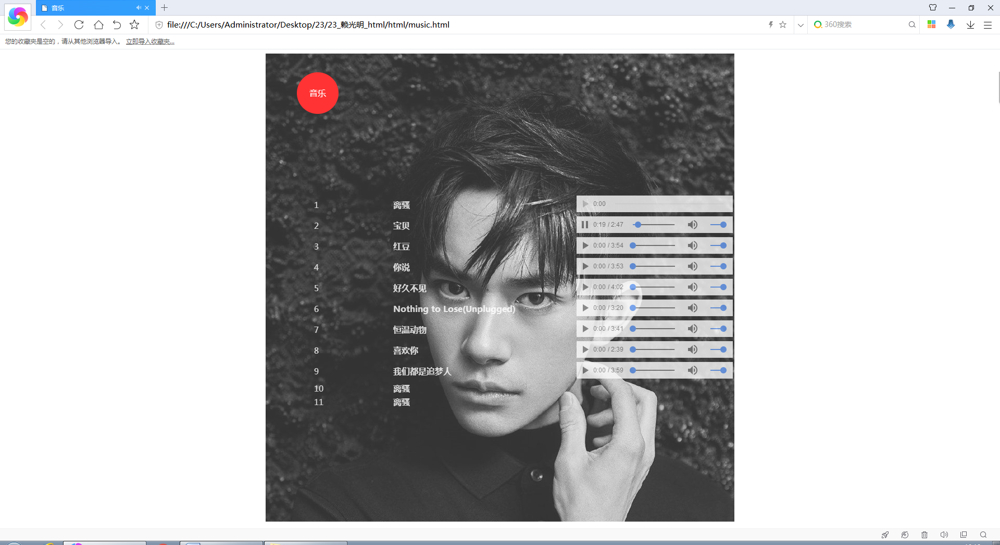 音乐
file:///C:/Users/Administrator/Desktop/23/23_赖光明_html/html/music.html
360搜索
您的收藏夹是空的，请从其他浏览器导入。 立即导入收藏夹...
音乐
1 离骚 0:00
2 宝贝 0:19 / 2:47
3 红豆 0:00 / 3:54
4 你说 0:00 / 3:53
5 好久不见 0:00 / 4:02
6 Nothing to Lose(Unplugged) 0:00 / 3:20
7 恒温动物 0:00 / 3:41
8 喜欢你 0:00 / 2:39
9 我们都是追梦人 0:00 / 3:59
10 离骚
11 离骚